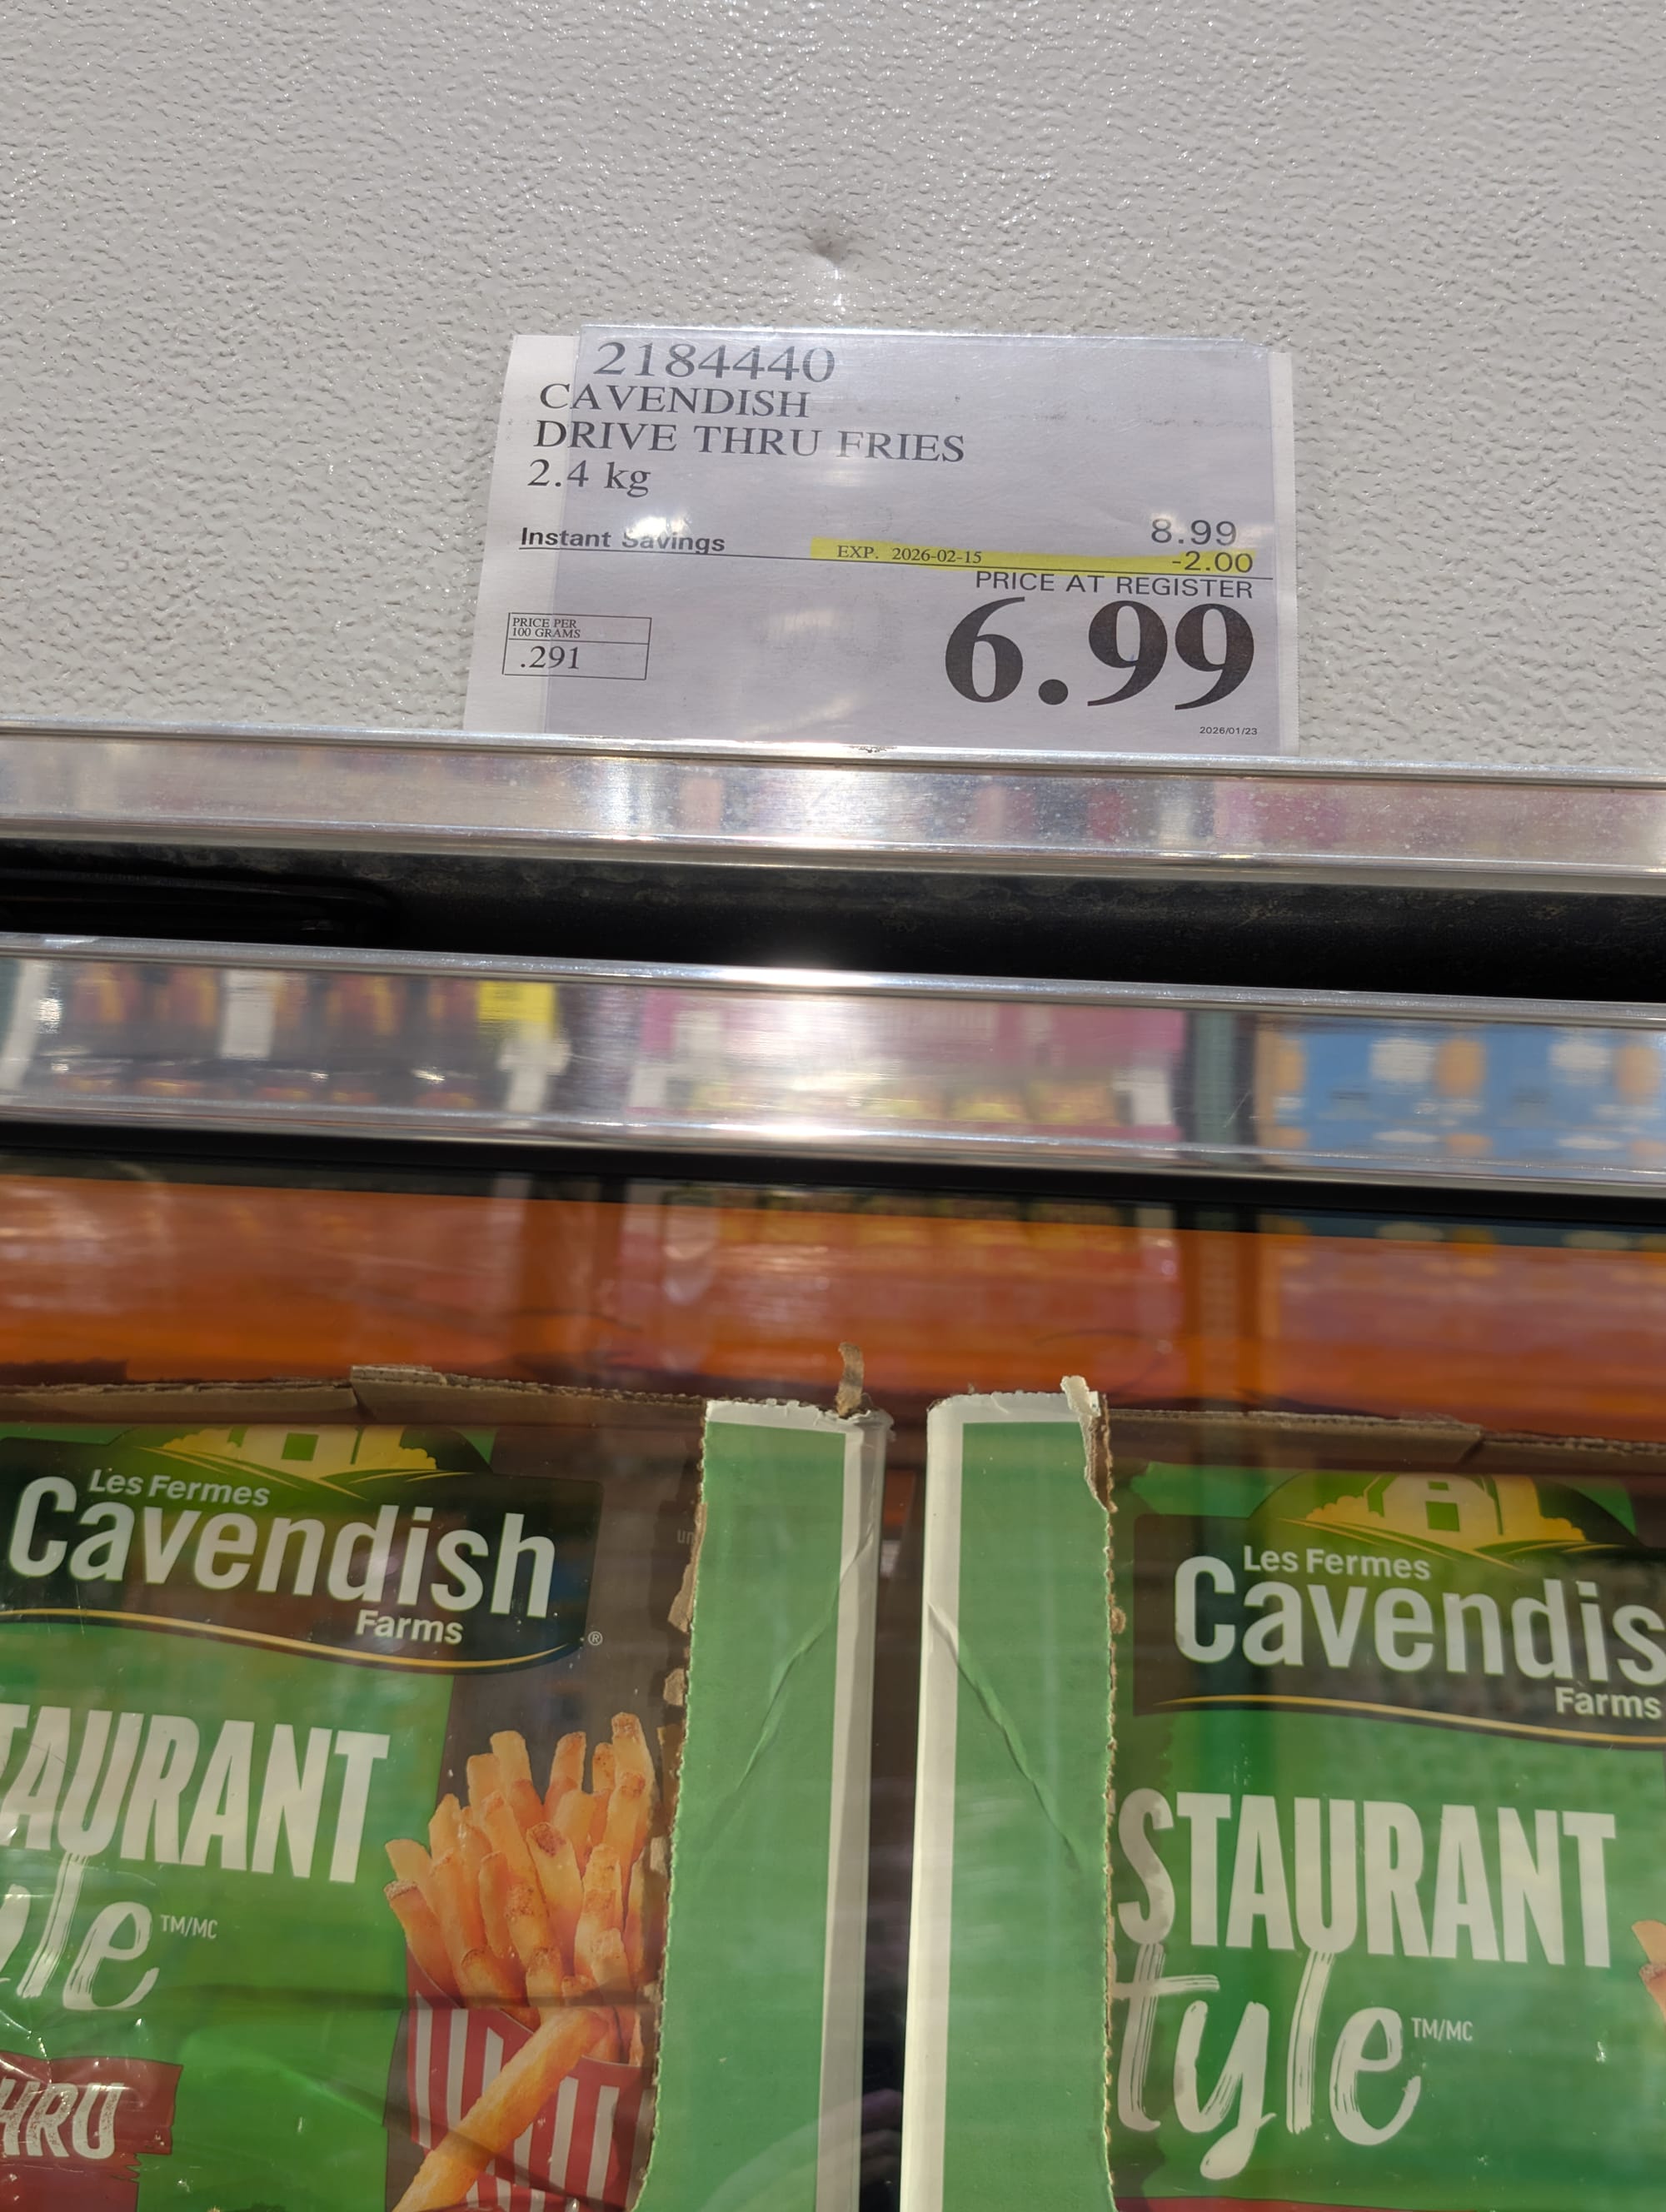 2184440
CAVENDISH
DRIVE THRU FRIES
2.4 kg
8.99
Instant Savings EXP. 2026-02-15 -2.00
PRICE AT REGISTER
6.99
PRICE PER
100 GRAMS
.291
2026/01/23
Les Fermes
Cavendish
Farms ®
TAURANT
yle TM/MC
HRU
Les Fermes
Cavendis
Farms
STAURANT
tyle TM/MC